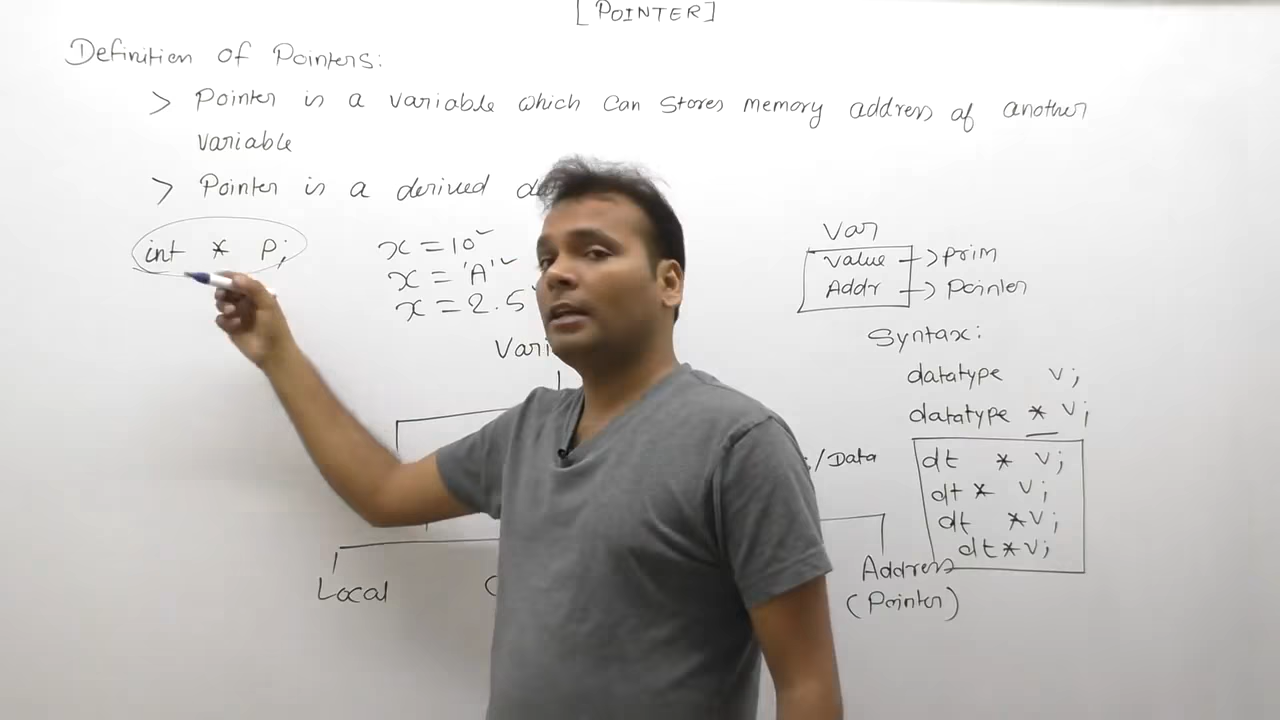 [POINTER]
Definition of Pointers:
> Pointer is a variable which can stores memory address of another
variable
> Pointer is a derived
int * P;
x = 10
x = 'A'
x = 2.5
Var
Value → prim
Addr → Pointer
Syntax:
datatype v;
datatype * v;
dt * v;
dt* v;
dt *v;
dt*v;
/Data
Local
Address
(Pointer)